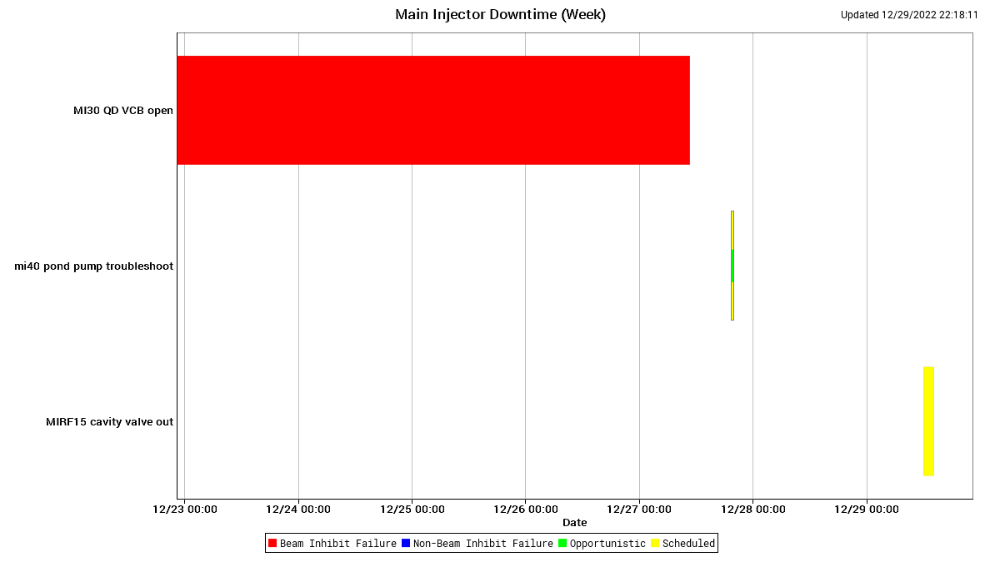 Main Injector Downtime (Week)
Updated 12/29/2022 22:18:11
MI30 QD VCB open
mi40 pond pump troubleshoot
MIRF15 cavity valve out
12/23 00:00 12/24 00:00 12/25 00:00 12/26 00:00 12/27 00:00 12/28 00:00 12/29 00:00
Date
Beam Inhibit Failure Non-Beam Inhibit Failure Opportunistic Scheduled